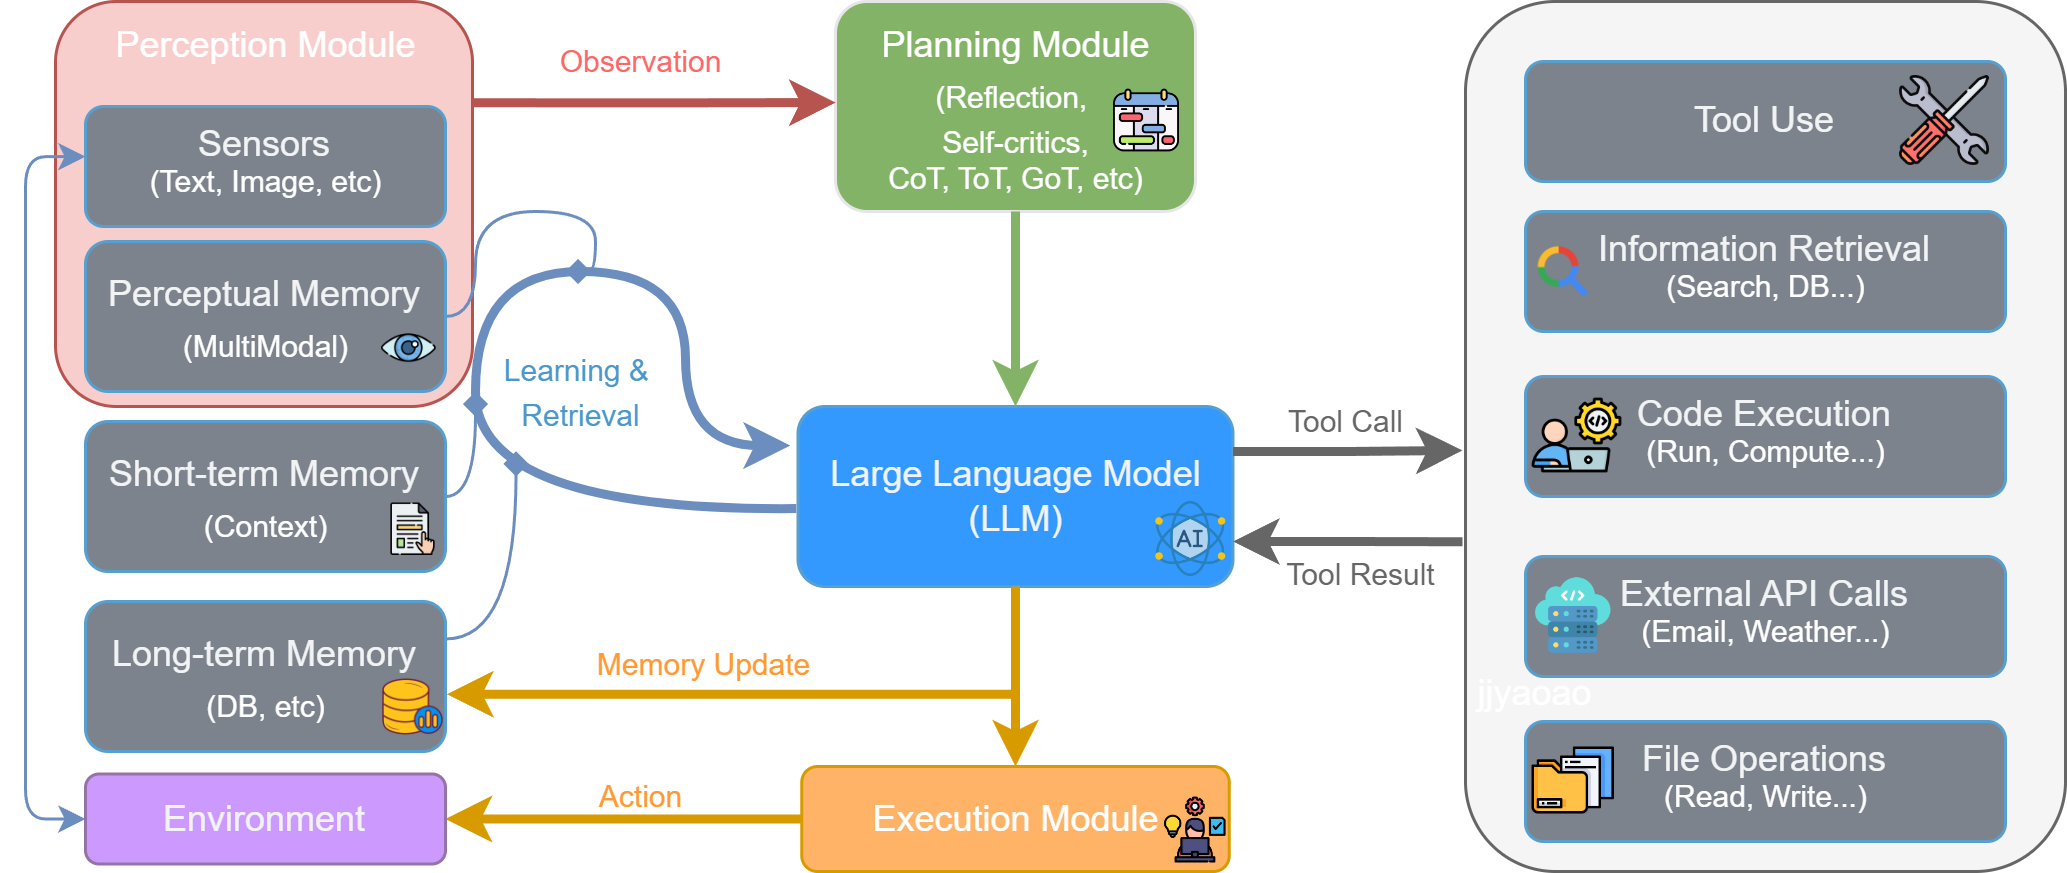 Perception Module
Sensors
(Text, Image, etc)
Perceptual Memory
(MultiModal)
Short-term Memory
(Context)
Long-term Memory
(DB, etc)
Environment
Observation
Learning &
Retrieval
Memory Update
Action
Planning Module
(Reflection,
Self-critics,
CoT, ToT, GoT, etc)
Large Language Model
(LLM)
AI
Execution Module
Tool Call
Tool Result
Tool Use
Information Retrieval
(Search, DB...)
Code Execution
(Run, Compute...)
External API Calls
(Email, Weather...)
jjyaoao
File Operations
(Read, Write...)